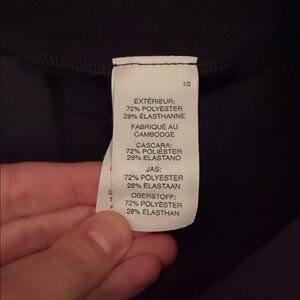 1/2
EXTÉRIEUR:
72% POLYESTER
28% ÉLASTHANNE
FABRIQUÉ AU
CAMBODGE
CASCARA:
72% POLIÉSTER
28% ELASTANO
JAS:
72% POLYESTER
28% ELASTAAN
OBERSTOFF:
72% POLYESTER
28% ELASTHAN